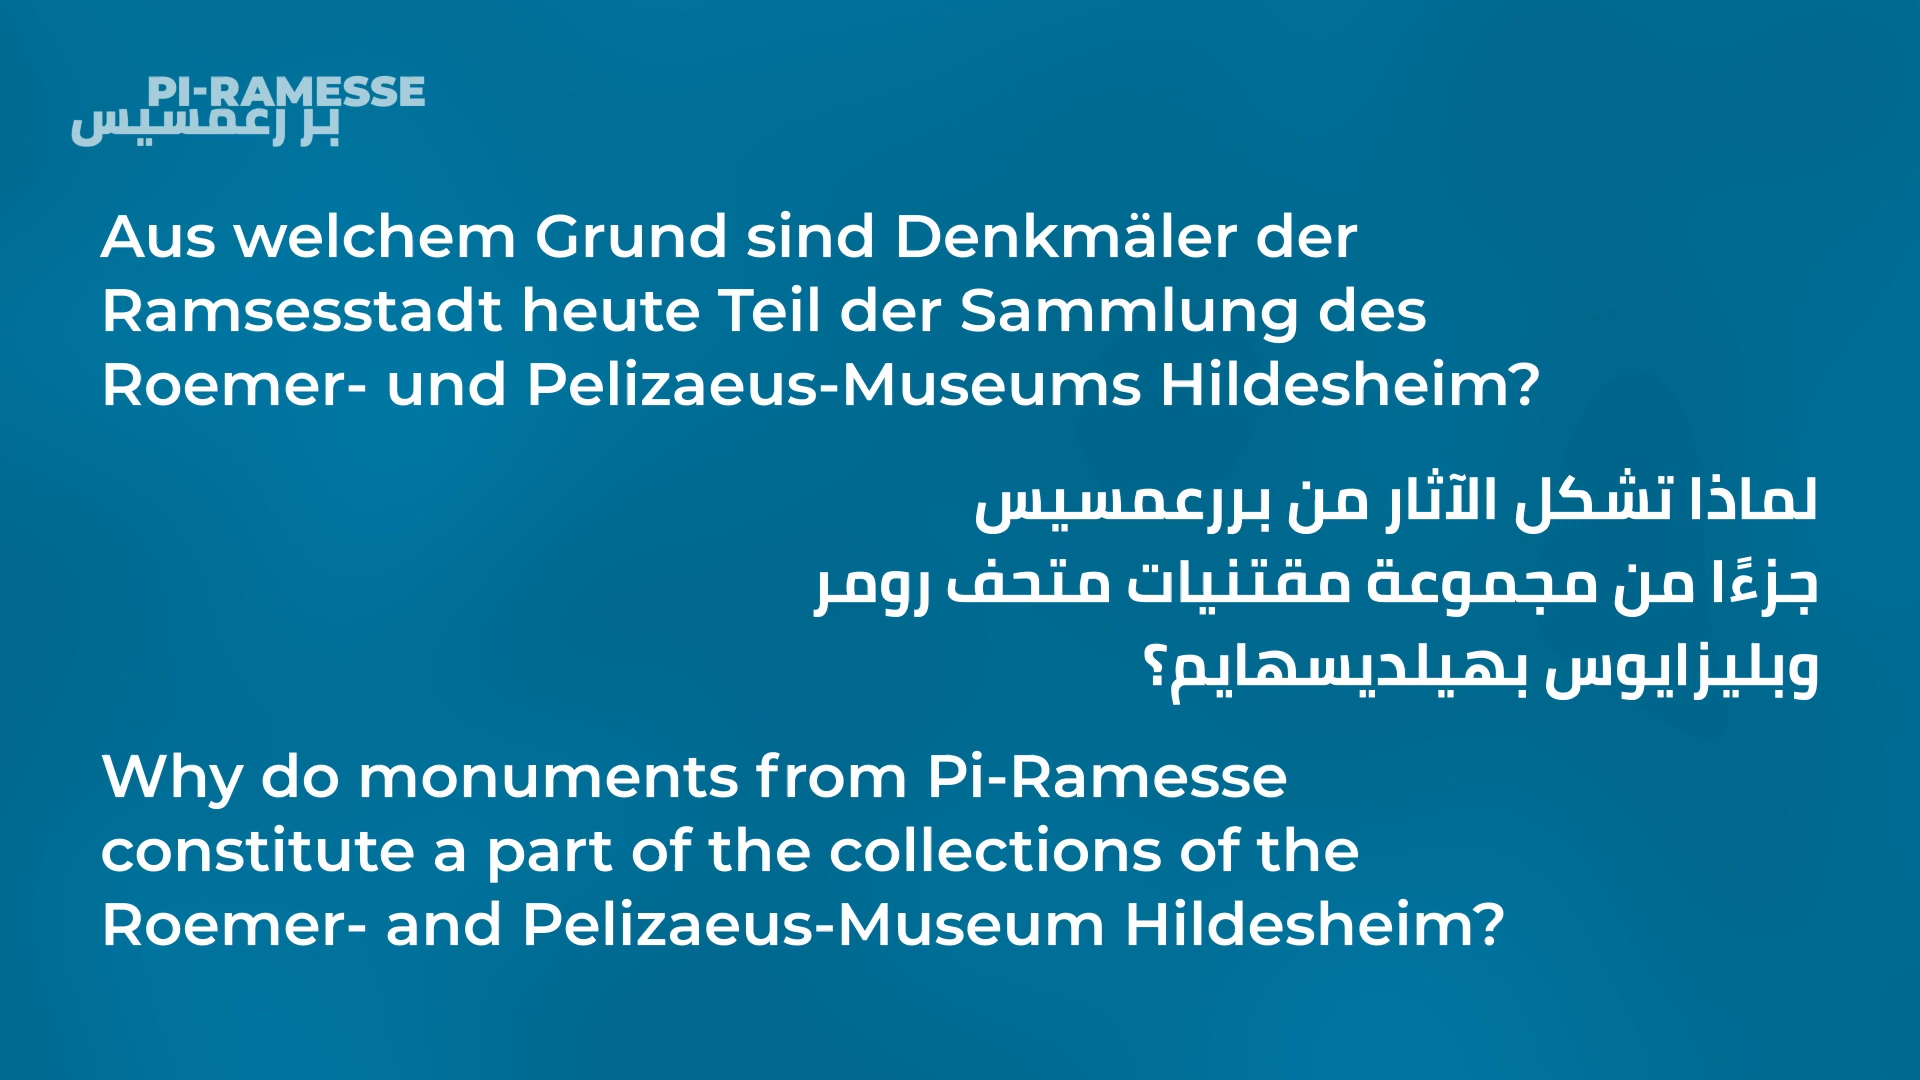 PI-RAMESSE
بر رعمسيس
Aus welchem Grund sind Denkmäler der
Ramsesstadt heute Teil der Sammlung des
Roemer- und Pelizaeus-Museums Hildesheim?
لماذا تشكل الآثار من بررعمسيس
جزءًا من مجموعة مقتنيات متحف رومر
وبليزايوس بهيلديسهايم؟
Why do monuments from Pi-Ramesse
constitute a part of the collections of the
Roemer- and Pelizaeus-Museum Hildesheim?